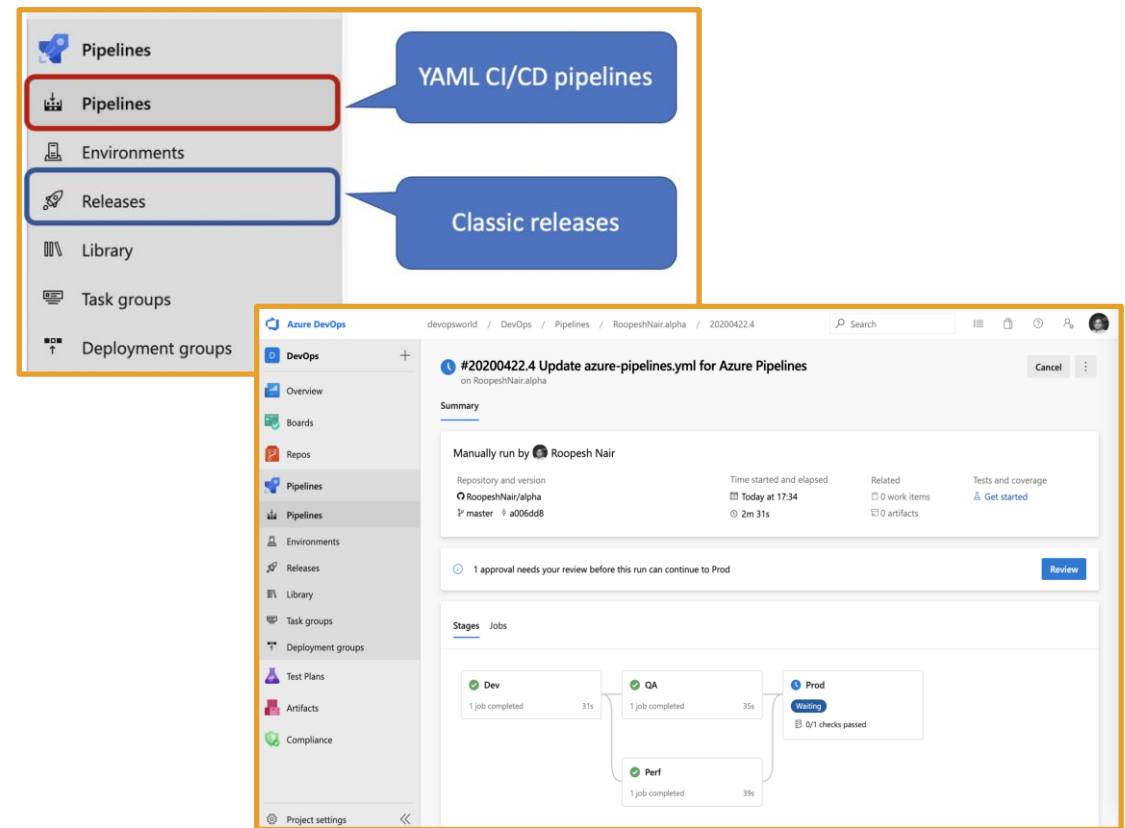 Pipelines
Pipelines
YAML CI/CD pipelines
Environments
Releases
Classic releases
Library
Task groups
Deployment groups
Azure DevOps
devopsworld / DevOps / Pipelines / RoopeshNair.alpha / 20200422.4
Search
D DevOps +
Overview
Boards
Repos
Pipelines
Pipelines
Environments
Releases
Library
Task groups
Deployment groups
Test Plans
Artifacts
Compliance
Project settings
#20200422.4 Update azure-pipelines.yml for Azure Pipelines
on RoopeshNair.alpha
Cancel
Summary
Manually run by Roopesh Nair
Repository and version
RoopeshNair/alpha
master a006dd8
Time started and elapsed
Today at 17:34
2m 31s
Related
0 work items
0 artifacts
Tests and coverage
Get started
1 approval needs your review before this run can continue to Prod
Review
Stages Jobs
Dev
1 job completed 31s
QA
1 job completed 35s
Prod
Waiting
0/1 checks passed
Perf
1 job completed 39s